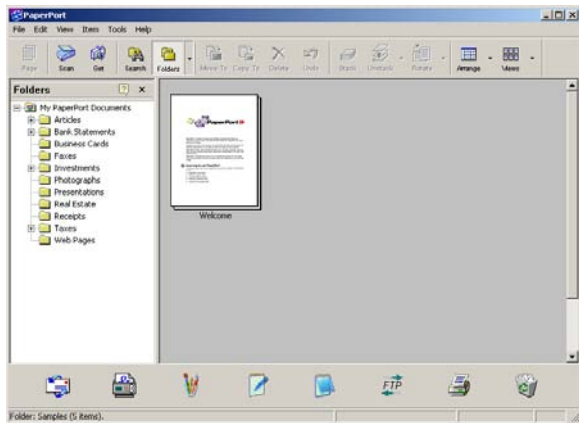 PaperPort
File Edit View Item Tools Help
Page Scan Get Search Folders Move To Copy To Delete Undo Stack Unstack Rotate Arrange Views
Folders
My PaperPort Documents
Articles
Bank Statements
Business Cards
Faxes
Investments
Photographs
Presentations
Real Estate
Receipts
Taxes
Web Pages
PaperPort
Welcome
FTP
Folder: Samples (5 items).